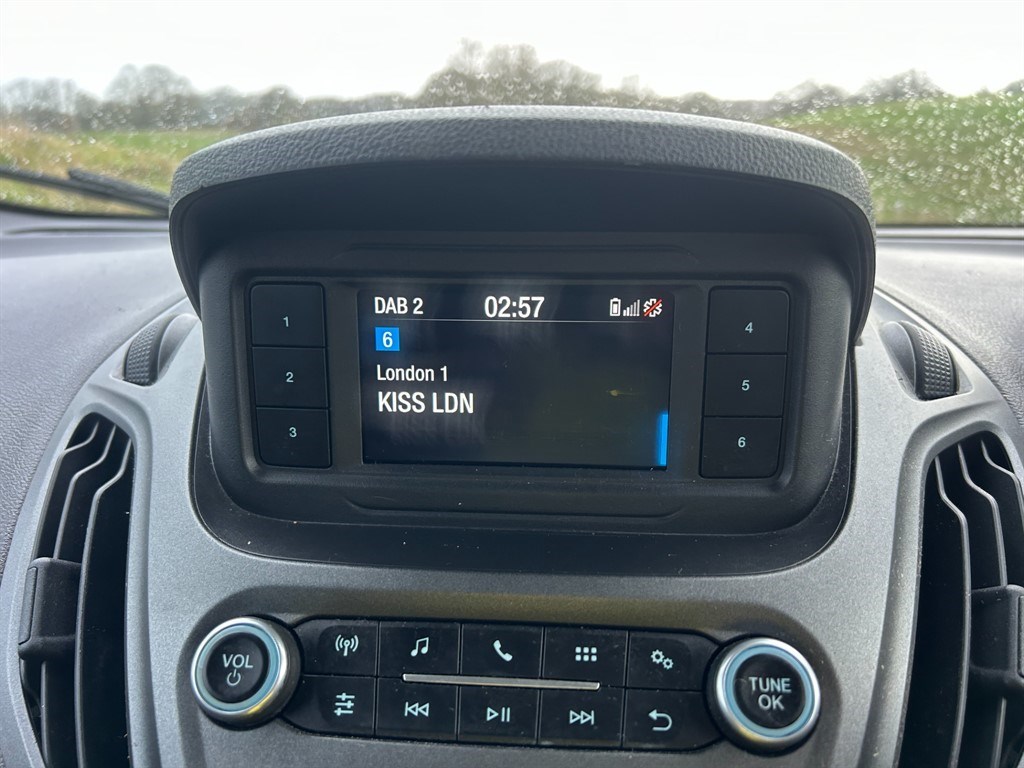 DAB 2 02:57
6
London 1
KISS LDN
1
2
3
4
5
6
VOL
TUNE
OK